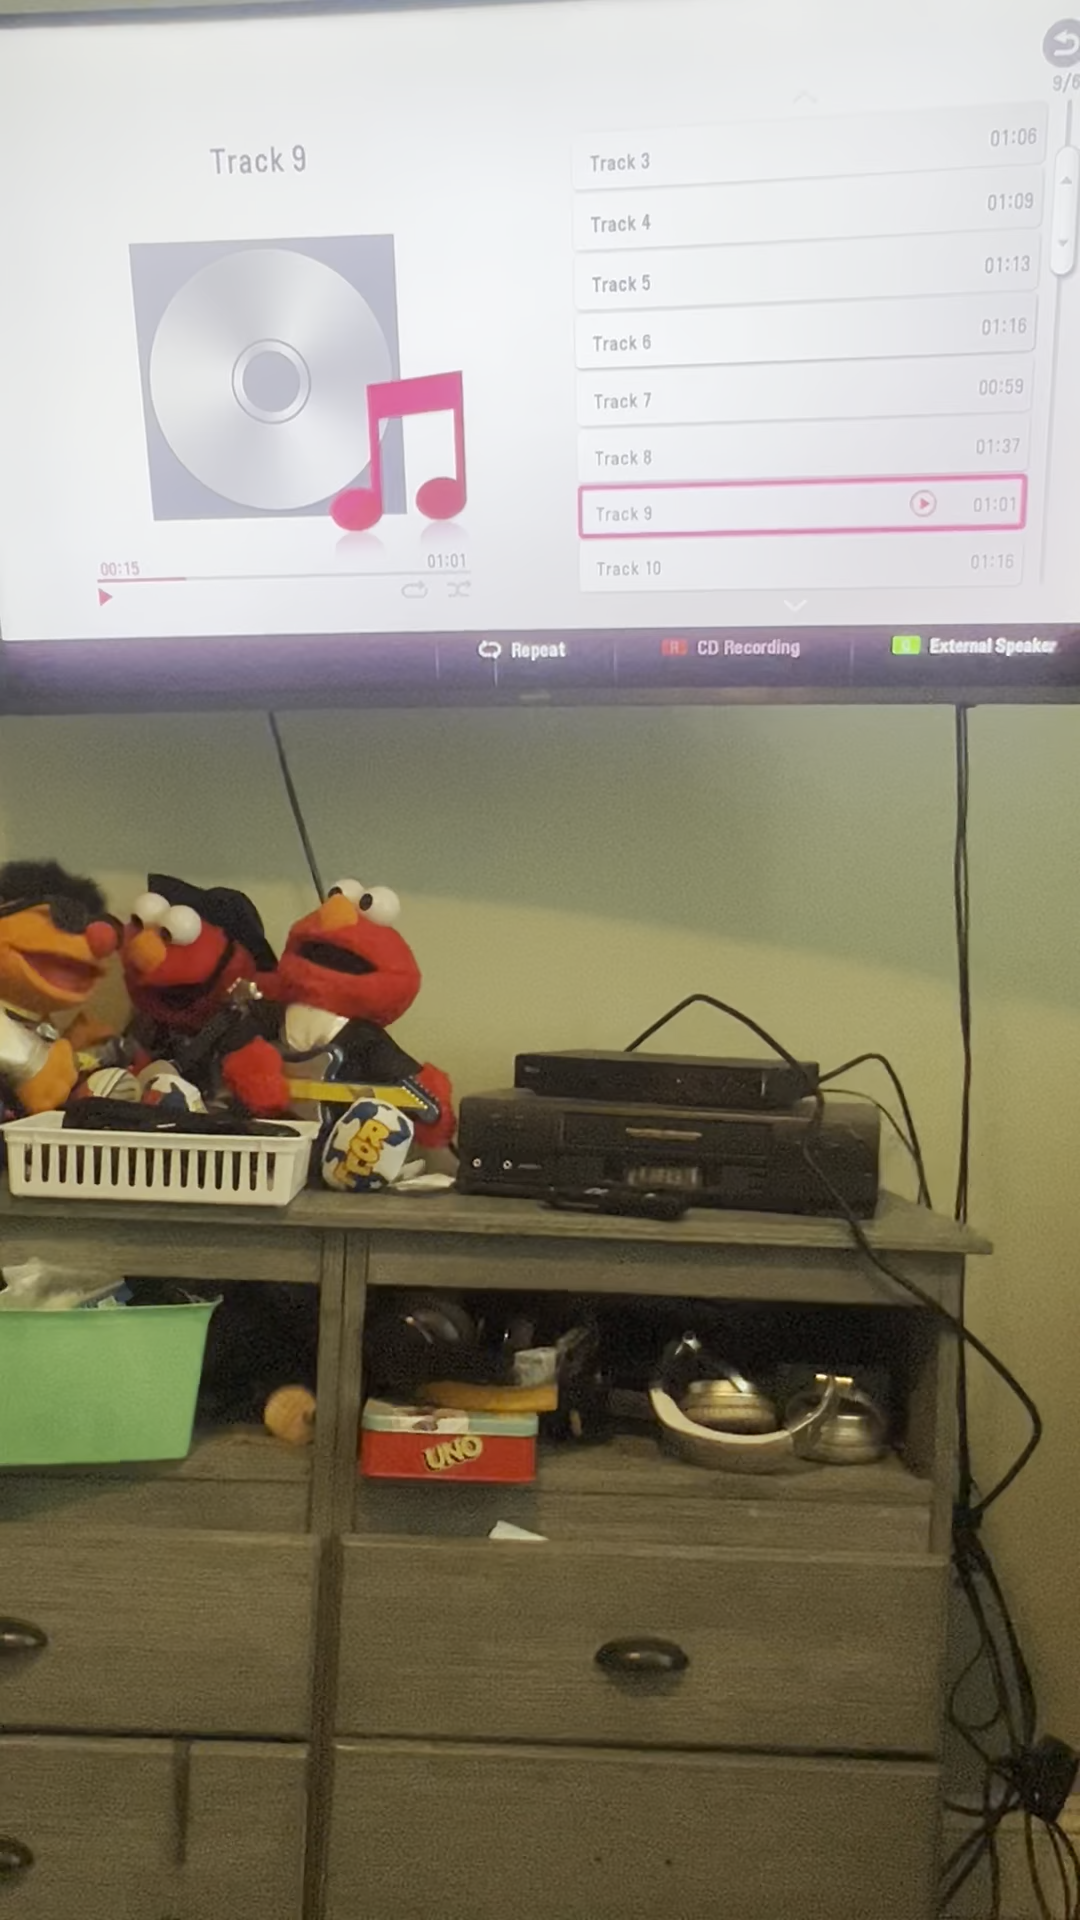 9/6
Track 9
Track 3 01:06
Track 4 01:09
Track 5 01:13
Track 6 01:16
Track 7 00:59
Track 8 01:37
Track 9 01:01
Track 10 01:16
00:15 01:01
Repeat
R CD Recording
G External Speaker
ROCK
UNO